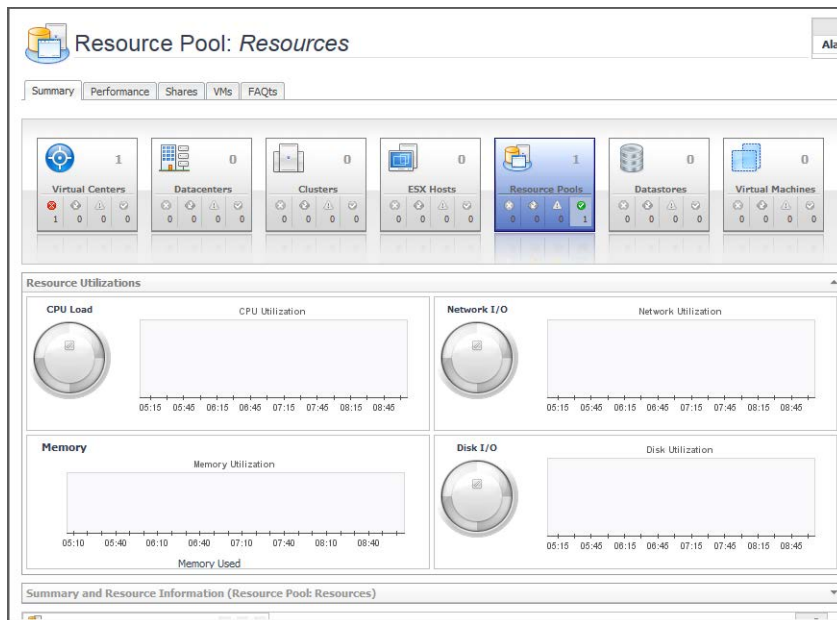 Resource Pool: Resources
Ala
Summary Performance Shares VMs FAQts
1 0 0 0 1 0 0
Virtual Centers Datacenters Clusters ESX Hosts Resource Pools Datastores Virtual Machines
1 0 0 0 0 0 0 0 0 0 0 0 0 0 0 0 0 0 0 1 0 0 0 0 0 0 0 0
Resource Utilizations
CPU Load
CPU Utilization
05:15 05:45 06:15 06:45 07:15 07:45 08:15 08:45
Network I/O
Network Utilization
05:15 05:45 06:15 06:45 07:15 07:45 08:15 08:45
Memory
Memory Utilization
05:10 05:40 06:10 06:40 07:10 07:40 08:10 08:40
Memory Used
Disk I/O
Disk Utilization
05:15 05:45 06:15 06:45 07:15 07:45 08:15 08:45
Summary and Resource Information (Resource Pool: Resources)